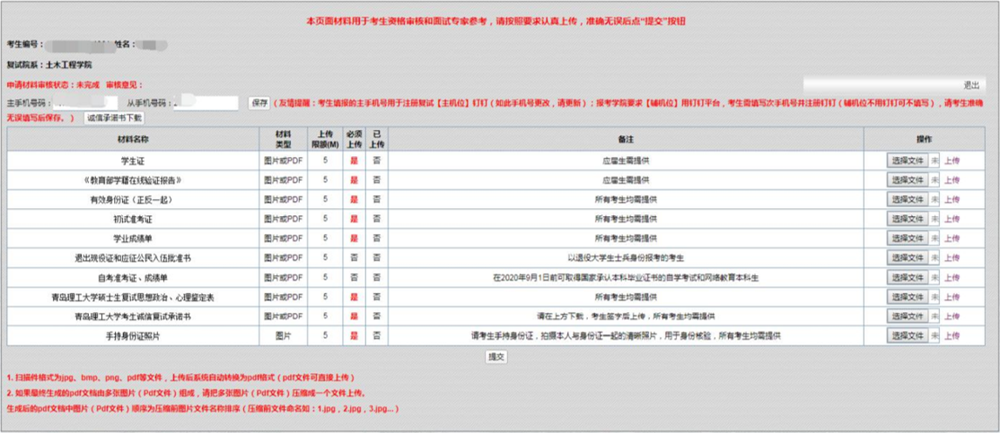 本页面材料用于考生资格审核和面试专家参考，请按照要求认真上传，准确无误后点“提交”按钮
考生编号： 姓名：
复试院系：土木工程学院
申请材料审核状态：未完成 审核意见：
退出
主手机号码： 从手机号码： 保存 （友情提醒：考生填报的主手机号用于注册复试【主机位】钉钉（如此手机号更改，请更新）；报考学院要求【辅机位】用钉钉平台，考生需填写次手机号并注册钉钉（辅机位不用钉钉可不填写），请考生准确
无误填写后保存。） 诚信承诺书下载
材料名称 材料类型 上传限额(M) 必须上传 已上传 备注 操作
学生证 图片或PDF 5 是 否 应届生需提供 选择文件 未 上传
《教育部学籍在线验证报告》 图片或PDF 5 是 否 应届生需提供 选择文件 未 上传
有效身份证（正反一起） 图片或PDF 5 是 否 所有考生均需提供 选择文件 未 上传
初试准考证 图片或PDF 5 是 否 所有考生均需提供 选择文件 未 上传
学业成绩单 图片或PDF 5 是 否 所有考生均需提供 选择文件 未 上传
退出现役证和应征公民入伍批准书 图片或PDF 5 否 否 以退役大学生士兵身份报考的考生 选择文件 未 上传
自考准考证、成绩单 图片或PDF 5 否 否 在2020年9月1日前可取得国家承认本科毕业证书的自学考试和网络教育本科生 选择文件 未 上传
青岛理工大学硕士生复试思想政治、心理鉴定表 图片或PDF 5 是 否 所有考生均需提供 选择文件 未 上传
青岛理工大学考生诚信复试承诺书 图片或PDF 5 是 否 请在上方下载，考生签字后上传，所有考生均需提供 选择文件 未 上传
手持身份证照片 图片 5 是 否 请考生手持身份证，拍摄本人与身份证一起的清晰照片，用于身份核验，所有考生均需提供 选择文件 未 上传
提交
1. 扫描件格式为jpg、bmp、png、pdf等文件，上传后系统自动转换为pdf格式（pdf文件可直接上传）
2. 如果最终生成的pdf文档由多张图片（Pdf文件）组成，请把多张图片（Pdf文件）压缩成一个文件上传。
生成后的pdf文档中图片（Pdf文件）顺序为压缩前图片文件名称排序（压缩前文件命名如：1.jpg，2.jpg，3.jpg...）